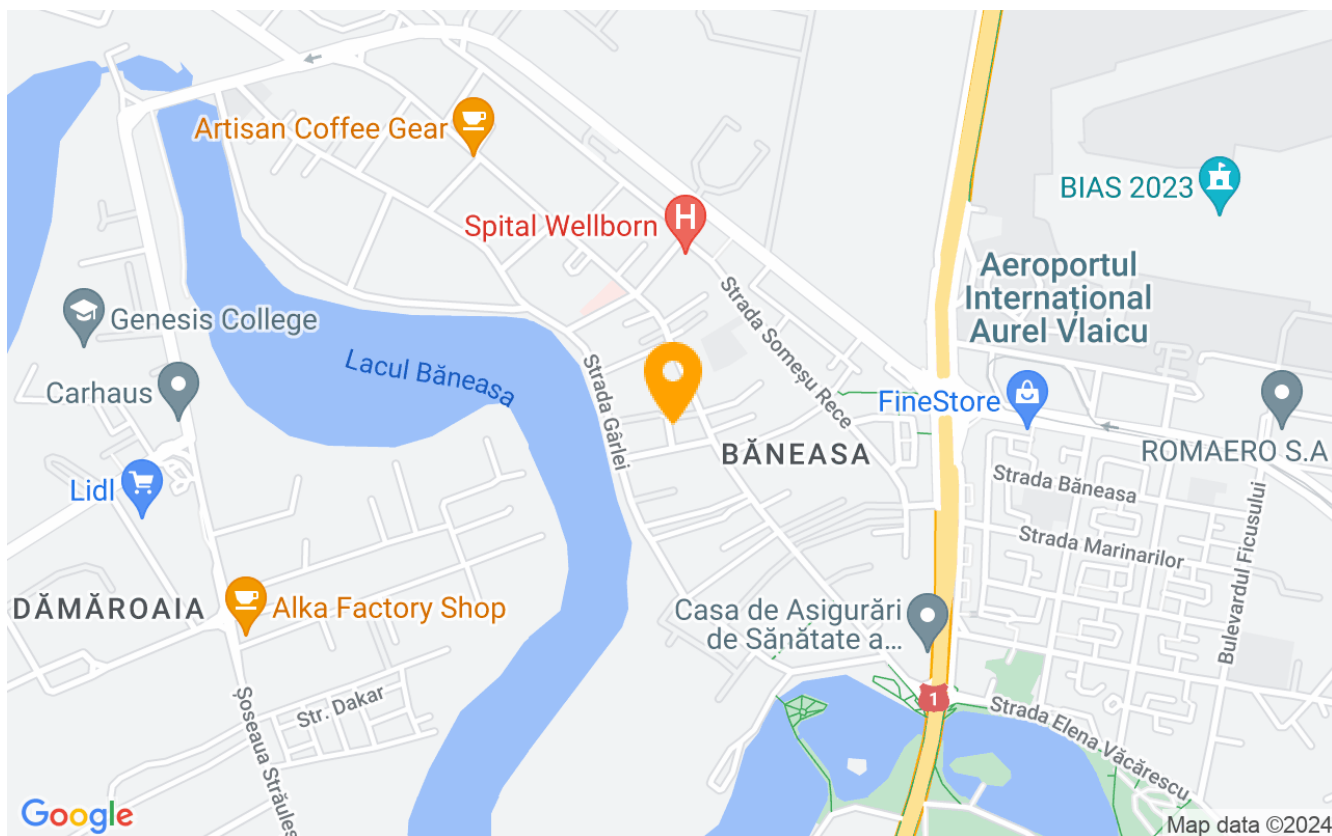 Artisan Coffee Gear
BIAS 2023
H
Spital Wellborn
Aeroportul
Internațional
Aurel Vlaicu
Strada Someșu Rece
Genesis College
Lacul Băneasa
Carhaus
Strada Gârlei
FineStore
BĂNEASA
ROMAERO S.A
Strada Băneasa
Lidl
Strada Marinarilor
Bulevardul Ficusului
DĂMĂROAIA
Alka Factory Shop
Casa de Asigurări
de Sănătate a...
Str. Dakar
1
Strada Elena Văcărescu
Șoseaua Străules
Google
Map data ©2024